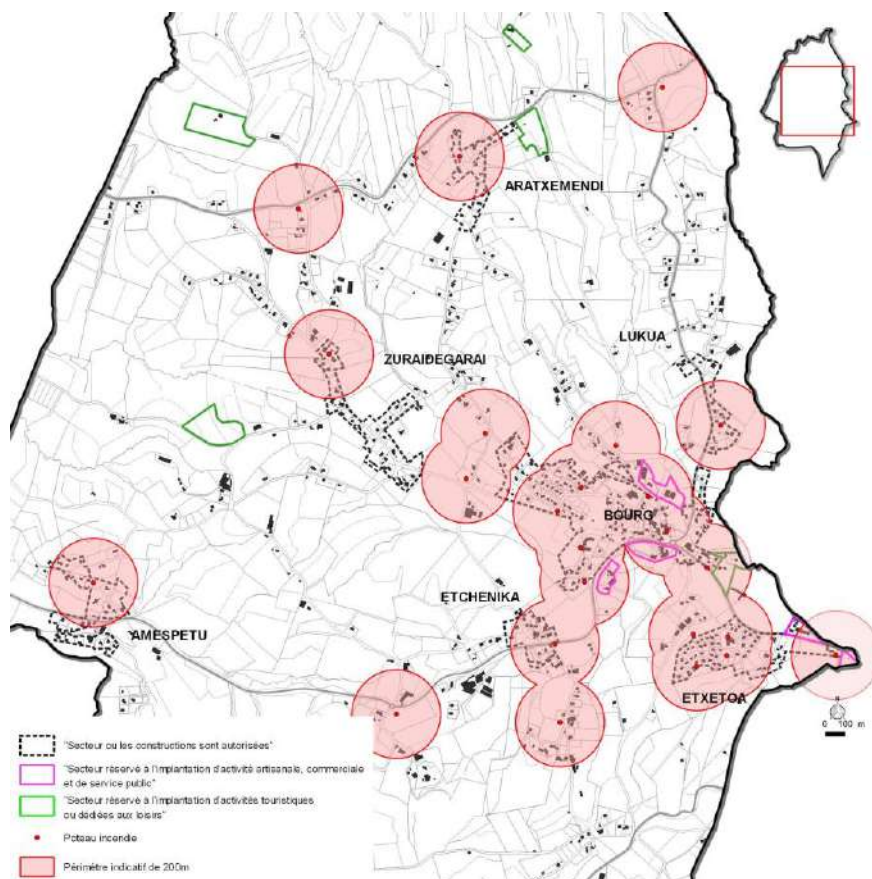 ARATXEMENDI
LUKUA
ZURAIDEGARAI
BOURG
ETCHENIKA
AMESPETU
ETXETOA
N
0 100 m
"Secteur ou les constructions sont autorisées"
"Secteur réservé à l'implantation d'activité artisanale, commerciale
et de service public"
"Secteur réservé à l'implantation d'activités touristiques
ou dédiées aux loisirs"
Poteau incendie
Périmètre indicatif de 200m